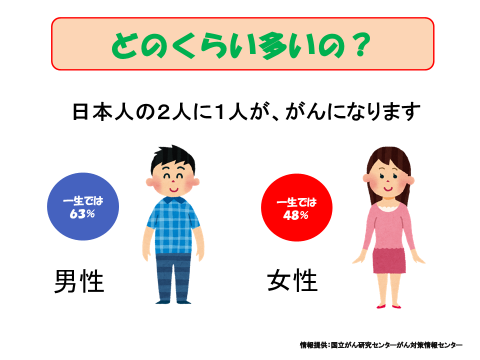 どのくらい多いの？
日本人の２人に１人が、がんになります
一生では
63%
一生では
48%
男性
女性
情報提供：国立がん研究センターがん対策情報センター